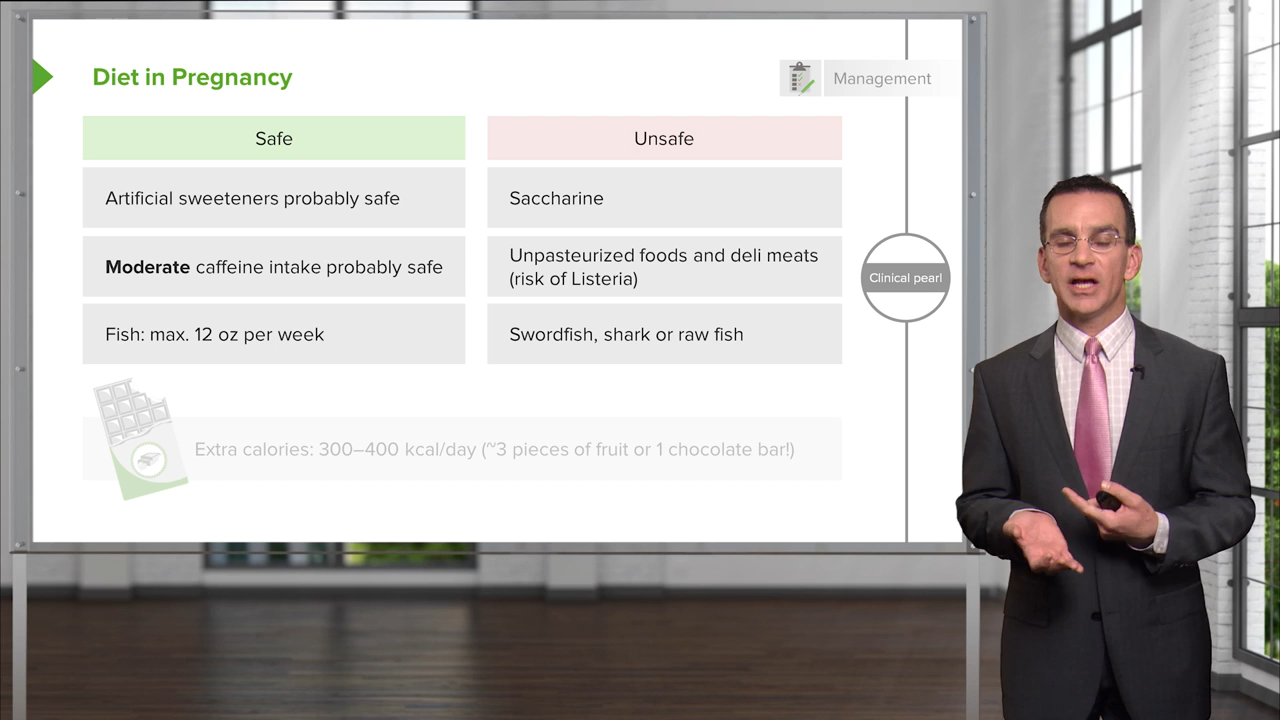 Diet in Pregnancy
Management
Safe
Unsafe
Artificial sweeteners probably safe
Saccharine
Moderate caffeine intake probably safe
Unpasteurized foods and deli meats
(risk of Listeria)
Clinical pearl
Fish: max. 12 oz per week
Swordfish, shark or raw fish
Extra calories: 300–400 kcal/day (~3 pieces of fruit or 1 chocolate bar!)